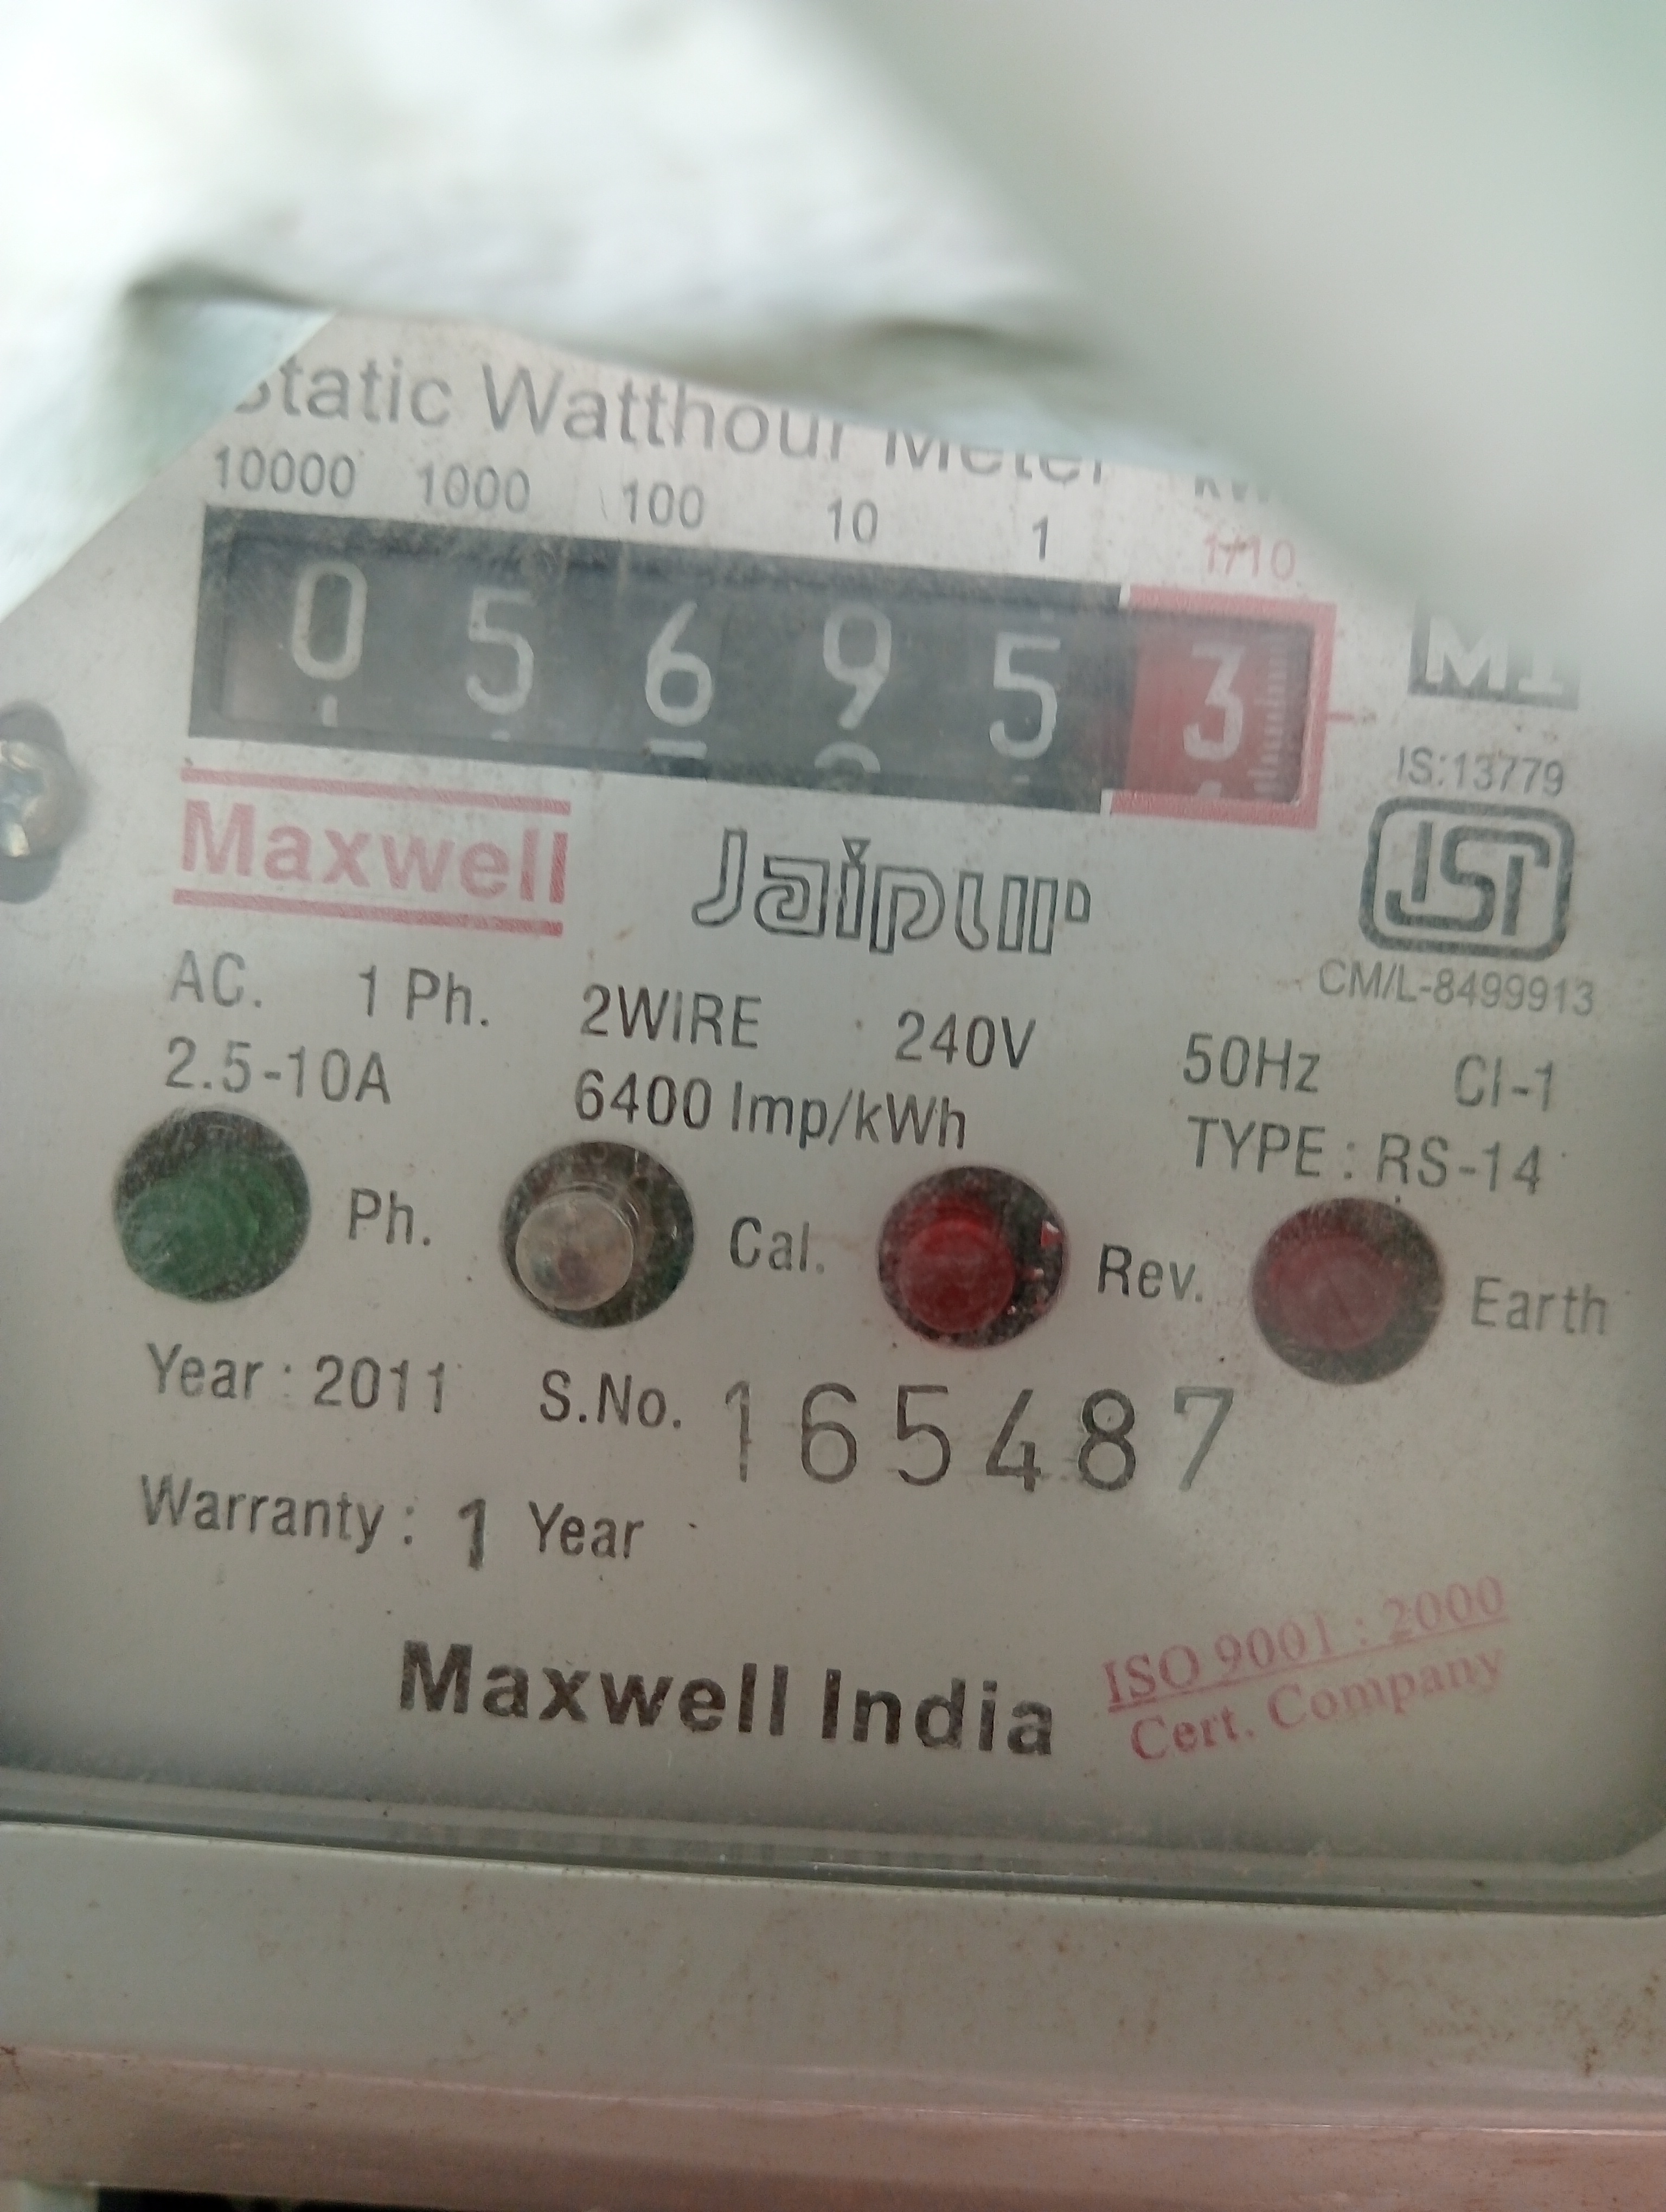 Static Watthour Meter
10000 1000 100 10 1 1/10
0 5 6 9 5 3
Maxwell Jaipur
IS:13779
ISI
CM/L-8499913
AC. 1 Ph. 2WIRE 240V 50Hz Cl-1
2.5-10A 6400 Imp/kWh TYPE : RS-14
Ph. Cal. Rev. Earth
Year : 2011 S.No. 165487
Warranty : 1 Year
Maxwell India
ISO 9001 : 2000
Cert. Company